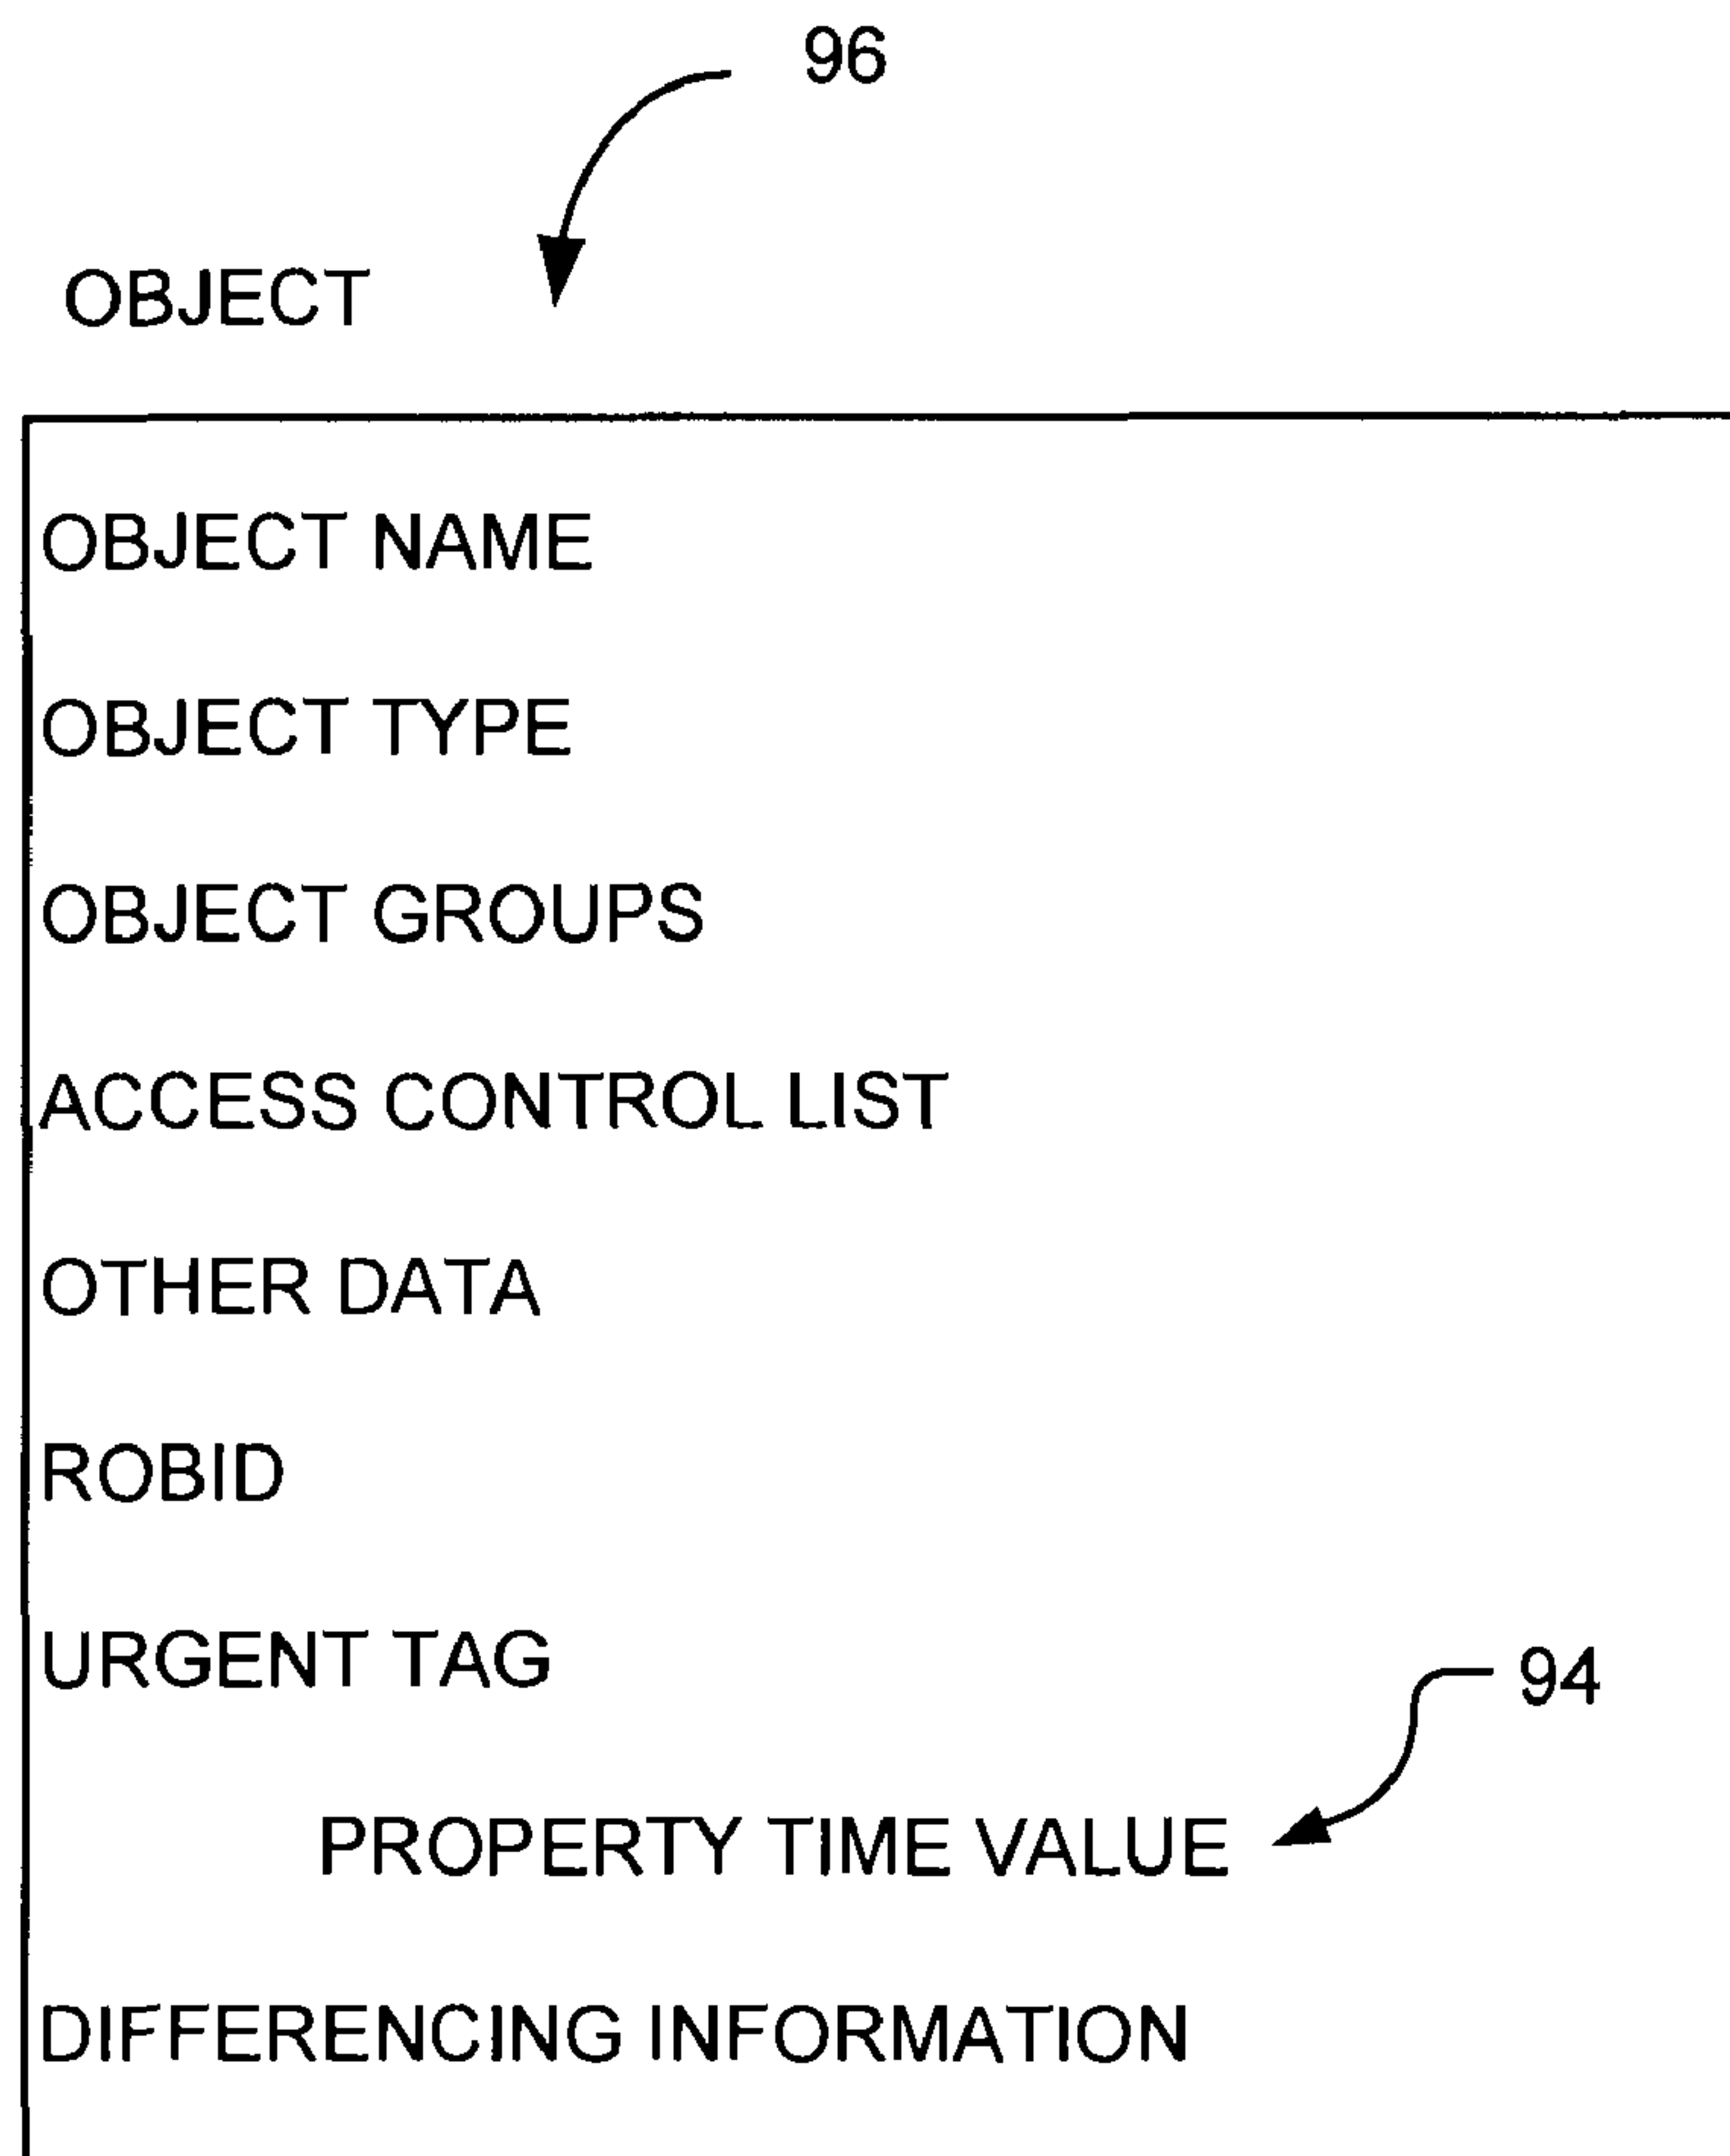 96
OBJECT
OBJECT NAME
OBJECT TYPE
OBJECT GROUPS
ACCESS CONTROL LIST
OTHER DATA
ROBID
URGENT TAG
94
PROPERTY TIME VALUE
DIFFERENCING INFORMATION